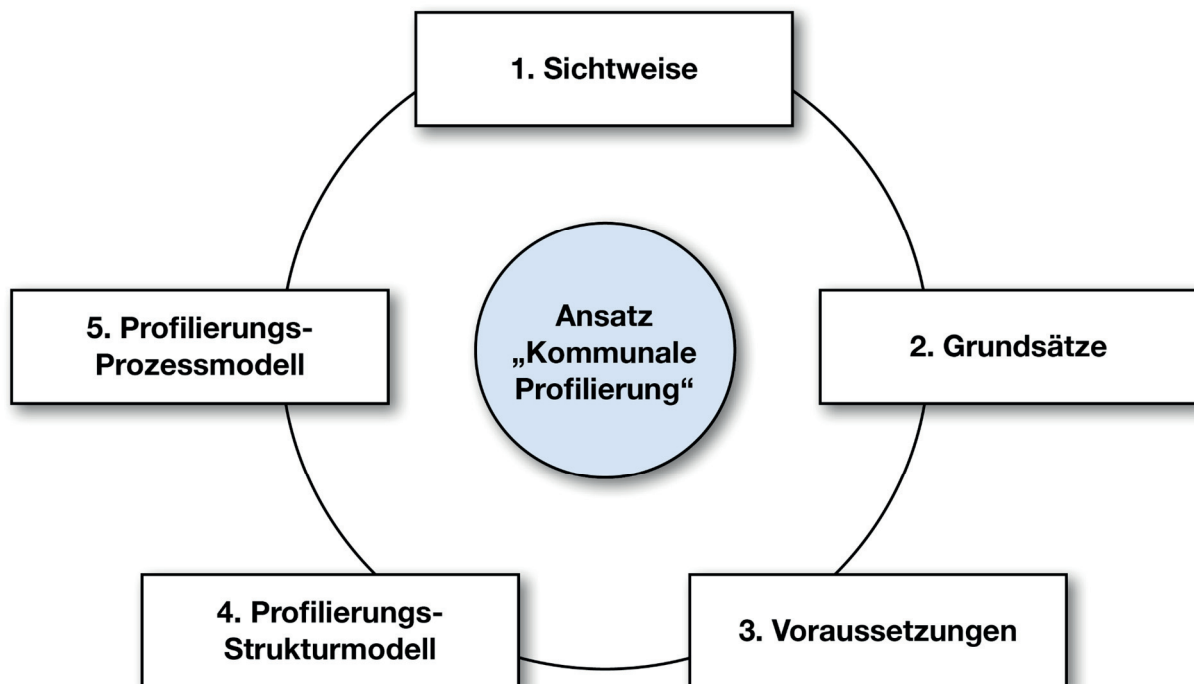 1. Sichtweise
2. Grundsätze
3. Voraussetzungen
4. Profilierungs-
Strukturmodell
5. Profilierungs-
Prozessmodell
Ansatz
„Kommunale
Profilierung“